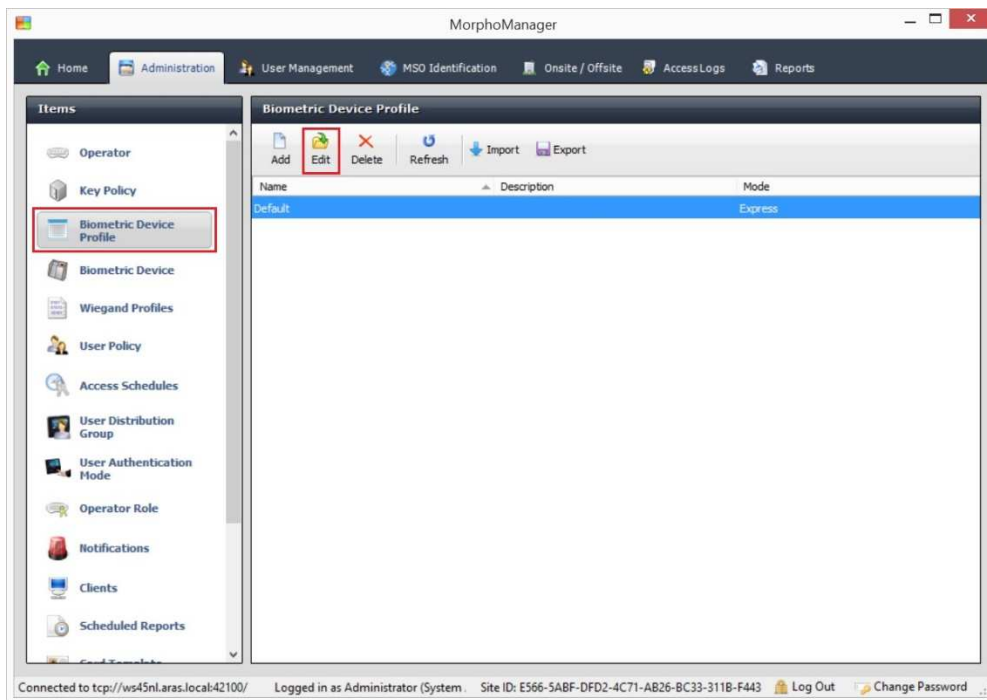 MorphoManager
Home Administration User Management MSO Identification Onsite / Offsite Access Logs Reports
Items
Operator
Key Policy
Biometric Device
Profile
Biometric Device
Wiegand Profiles
User Policy
Access Schedules
User Distribution
Group
User Authentication
Mode
Operator Role
Notifications
Clients
Scheduled Reports
Card Template
Biometric Device Profile
Add Edit Delete Refresh Import Export
Name Description Mode
Default Express
Connected to tcp://ws45nl.aras.local:42100/ Logged in as Administrator (System . Site ID: E566-5ABF-DFD2-4C71-AB26-BC33-311B-F443 Log Out Change Password